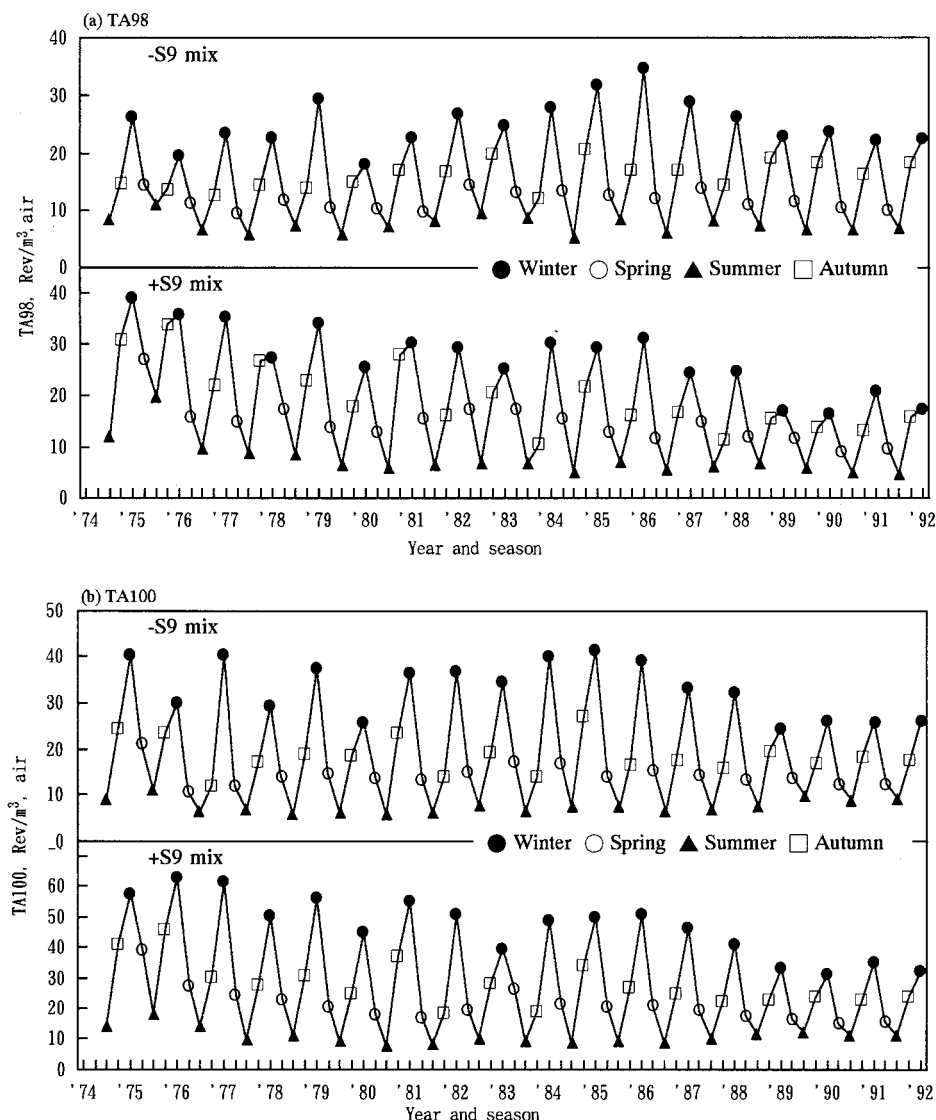 (a) TA98
-S9 mix
40
30
20
10
0
● Winter ○ Spring ▲ Summer □ Autumn
+S9 mix
40
30
20
10
0
TA98, Rev/m³, air
'74 '75 '76 '77 '78 '79 '80 '81 '82 '83 '84 '85 '86 '87 '88 '89 '90 '91 '92
Year and season
(b) TA100
-S9 mix
50
40
30
20
10
0
● Winter ○ Spring ▲ Summer □ Autumn
+S9 mix
60
50
40
30
20
10
0
TA100, Rev/m³, air
'74 '75 '76 '77 '78 '79 '80 '81 '82 '83 '84 '85 '86 '87 '88 '89 '90 '91 '92
Year and season